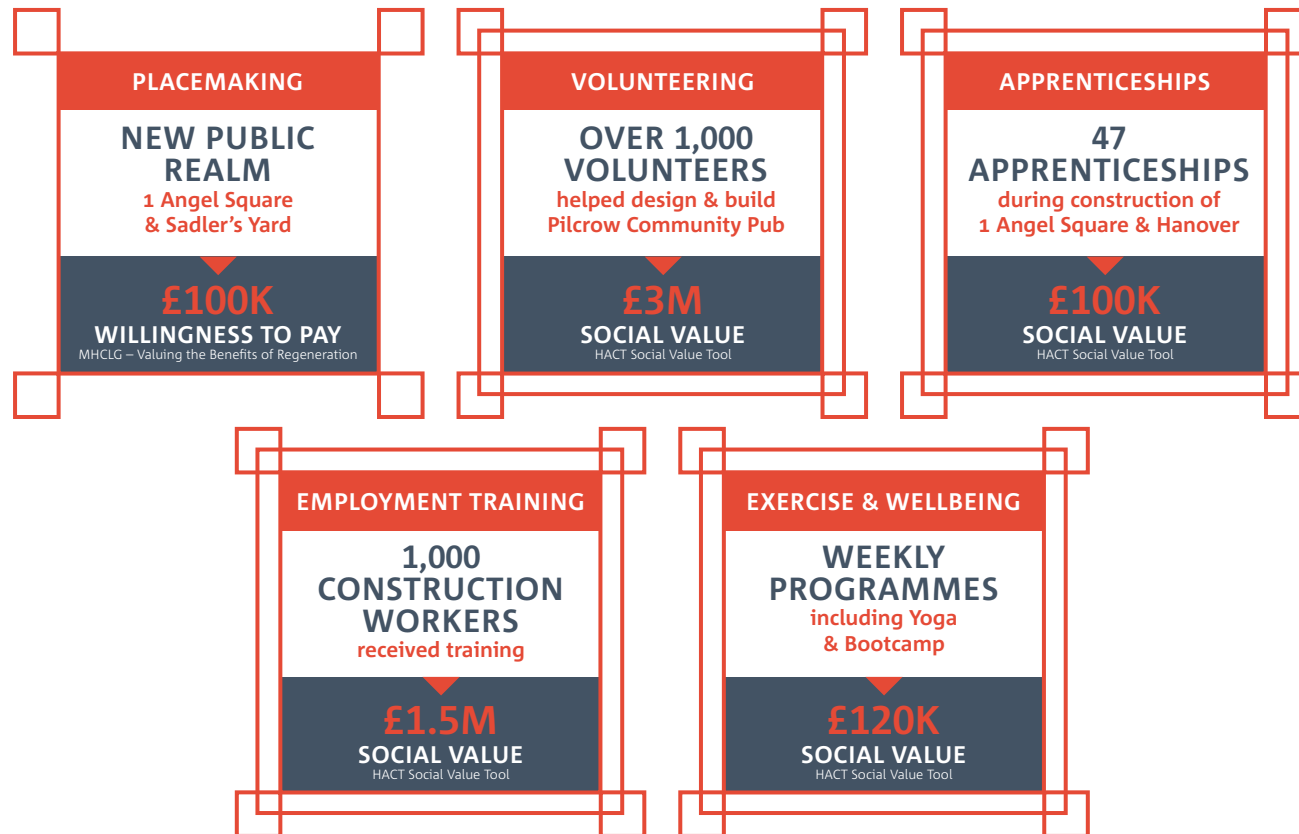 PLACEMAKING
NEW PUBLIC
REALM
1 Angel Square
& Sadler’s Yard
£100K
WILLINGNESS TO PAY
MHCLG – Valuing the Benefits of Regeneration
VOLUNTEERING
OVER 1,000
VOLUNTEERS
helped design & build
Pilcrow Community Pub
£3M
SOCIAL VALUE
HACT Social Value Tool
APPRENTICESHIPS
47
APPRENTICESHIPS
during construction of
1 Angel Square & Hanover
£100K
SOCIAL VALUE
HACT Social Value Tool
EMPLOYMENT TRAINING
1,000
CONSTRUCTION
WORKERS
received training
£1.5M
SOCIAL VALUE
HACT Social Value Tool
EXERCISE & WELLBEING
WEEKLY
PROGRAMMES
including Yoga
& Bootcamp
£120K
SOCIAL VALUE
HACT Social Value Tool